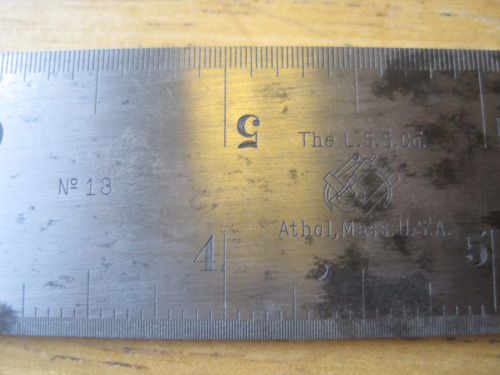 5
The L.S.S.Co.
Nº 18
Athol, Mass. U.S.A.
4
5